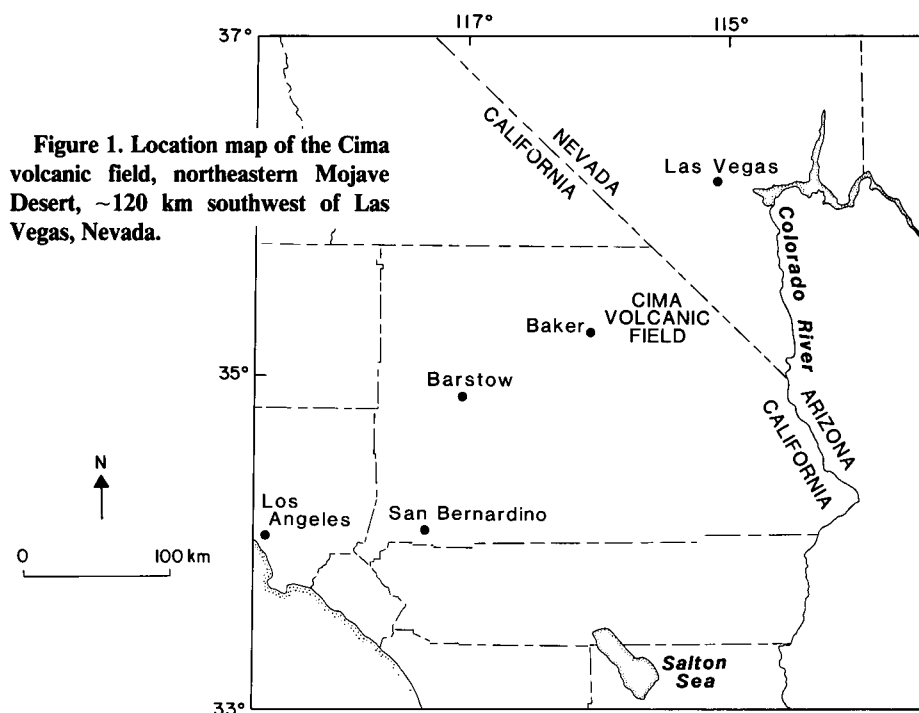 117°
115°
37°
Figure 1. Location map of the Cima
volcanic field, northeastern Mojave
Desert, ~120 km southwest of Las
Vegas, Nevada.
NEVADA
CALIFORNIA
Las Vegas
Colorado River
CIMA
VOLCANIC
FIELD
Baker
35°
Barstow
ARIZONA
CALIFORNIA
N
Los
Angeles
San Bernardino
0 100 km
Salton
Sea
33°